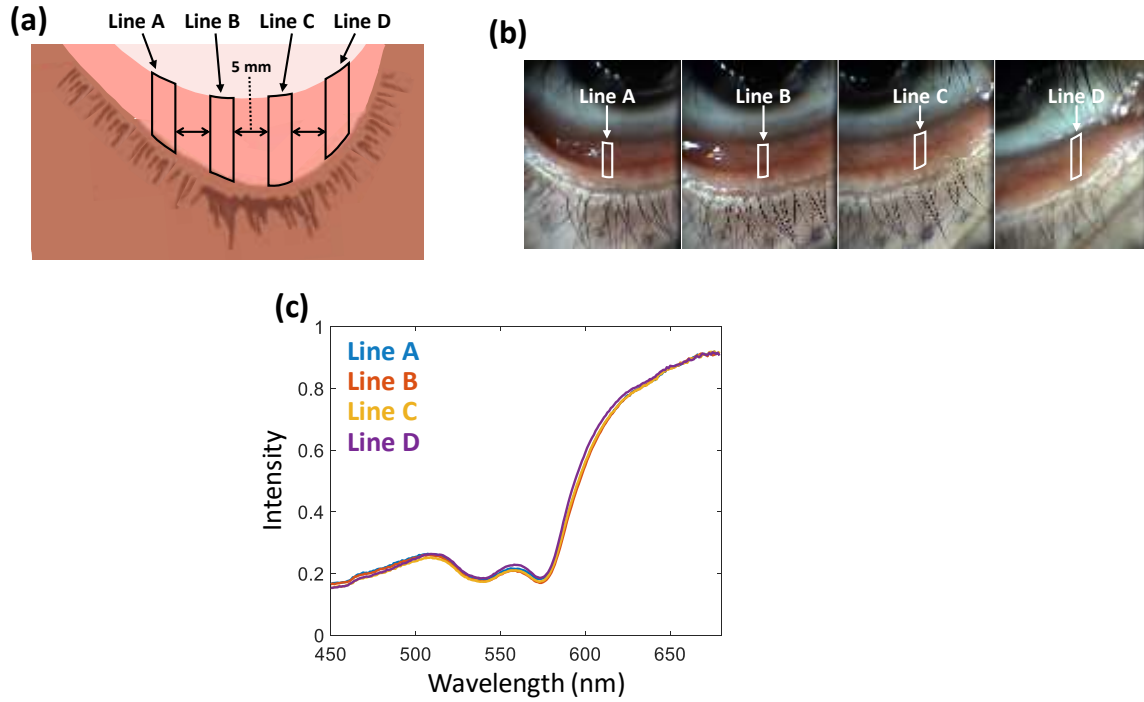 (a)
Line A Line B Line C Line D
5 mm
(b)
Line A Line B Line C Line D
(c)
1
0.8
0.6
0.4
0.2
0
Intensity
Line A
Line B
Line C
Line D
450 500 550 600 650
Wavelength (nm)